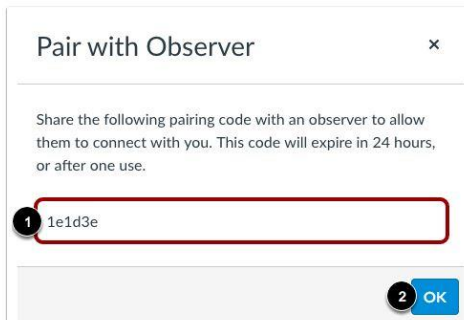 Pair with Observer ×
Share the following pairing code with an observer to allow
them to connect with you. This code will expire in 24 hours,
or after one use.
1 1e1d3e
2 OK